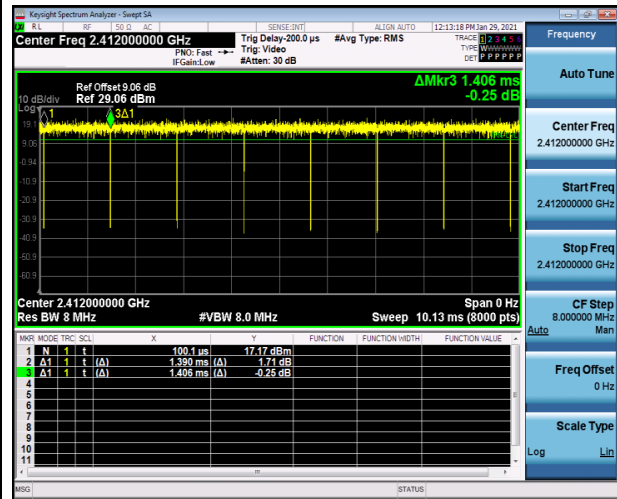 Keysight Spectrum Analyzer - Swept SA
RL RF 50 Ω AC SENSE:INT ALIGN AUTO 12:13:18 PM Jan 29, 2021
Center Freq 2.412000000 GHz
PNO: Fast
IFGain:Low
Trig Delay-200.0 µs
Trig: Video
#Atten: 30 dB
#Avg Type: RMS
TRACE 1 2 3 4 5 6
TYPE WWWWWW
DET P P P P P P
Frequency
Auto Tune
Center Freq
2.412000000 GHz
Start Freq
2.412000000 GHz
Stop Freq
2.412000000 GHz
CF Step
8.000000 MHz
Auto Man
Freq Offset
0 Hz
Scale Type
Log Lin
ΔMkr3 1.406 ms
-0.25 dB
Ref Offset 9.06 dB
10 dB/div Ref 29.06 dBm
Log
1
3Δ1
19.1
9.06
-0.94
-10.9
-20.9
-30.9
-40.9
-50.9
-60.9
Center 2.412000000 GHz Span 0 Hz
Res BW 8 MHz #VBW 8.0 MHz Sweep 10.13 ms (8000 pts)
MKR MODE TRC SCL X Y FUNCTION FUNCTION WIDTH FUNCTION VALUE
1 N 1 t 100.1 µs 17.17 dBm
2 Δ1 1 t (Δ) 1.390 ms (Δ) 1.71 dB
3 Δ1 1 t (Δ) 1.406 ms (Δ) -0.25 dB
4
5
6
7
8
9
10
11
MSG STATUS